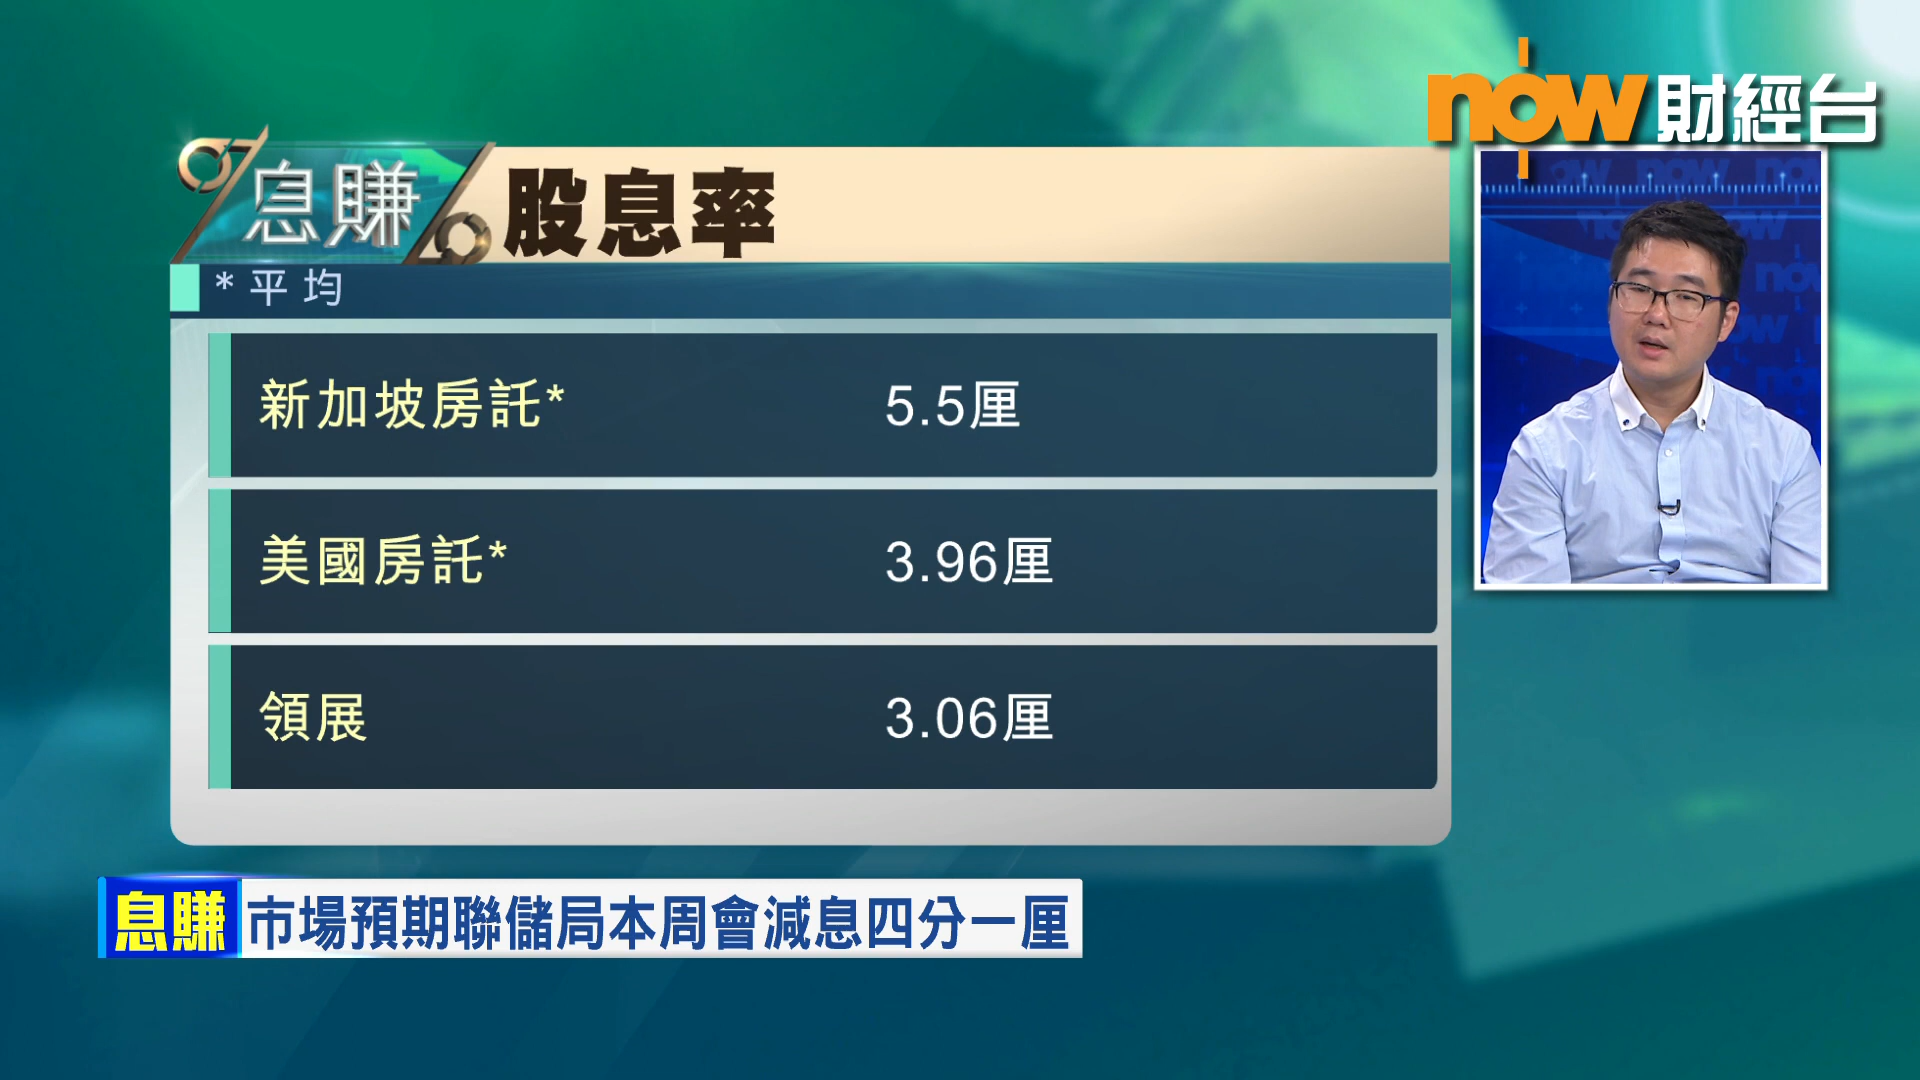 now財經台
息賺 股息率
*平均
新加坡房託* 5.5厘
美國房託* 3.96厘
領展 3.06厘
息賺 市場預期聯儲局本周會減息四分一厘